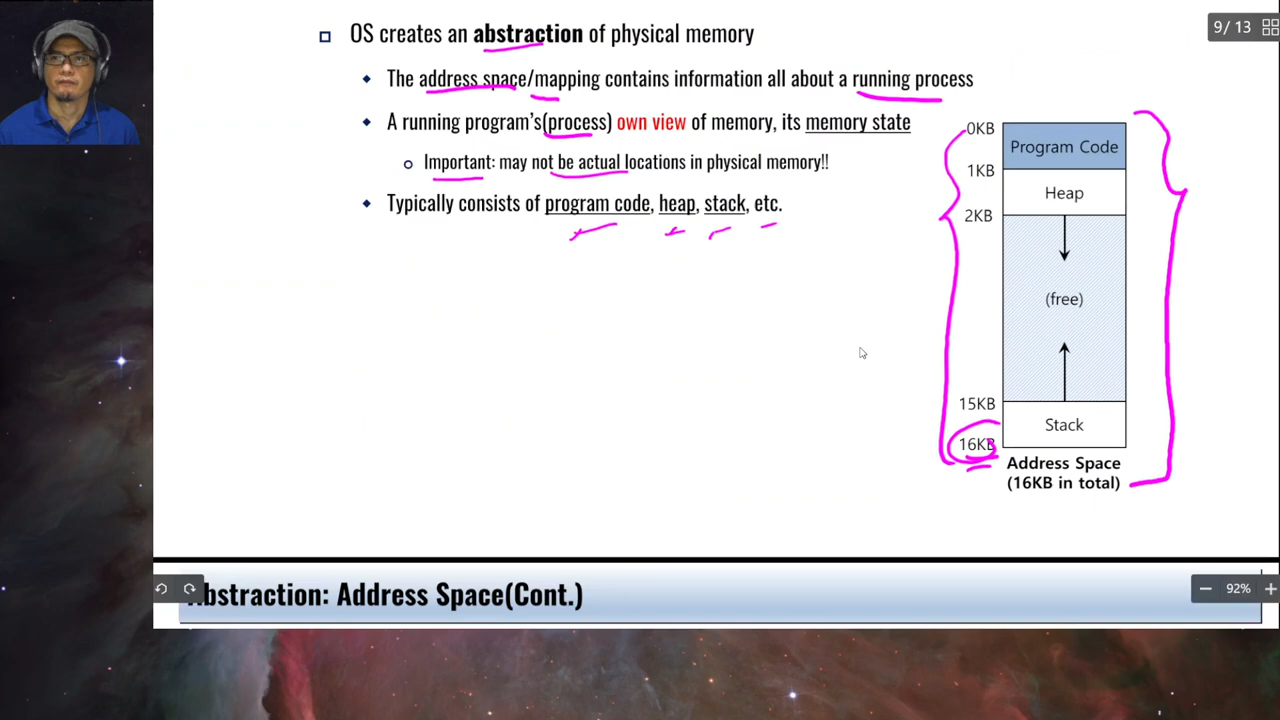 OS creates an abstraction of physical memory
9 / 13
The address space/mapping contains information all about a running process
A running program's(process) own view of memory, its memory state
Important: may not be actual locations in physical memory!!
Typically consists of program code, heap, stack, etc.
0KB
Program Code
1KB
Heap
2KB
(free)
15KB
Stack
16KB
Address Space
(16KB in total)
Abstraction: Address Space(Cont.)
92%